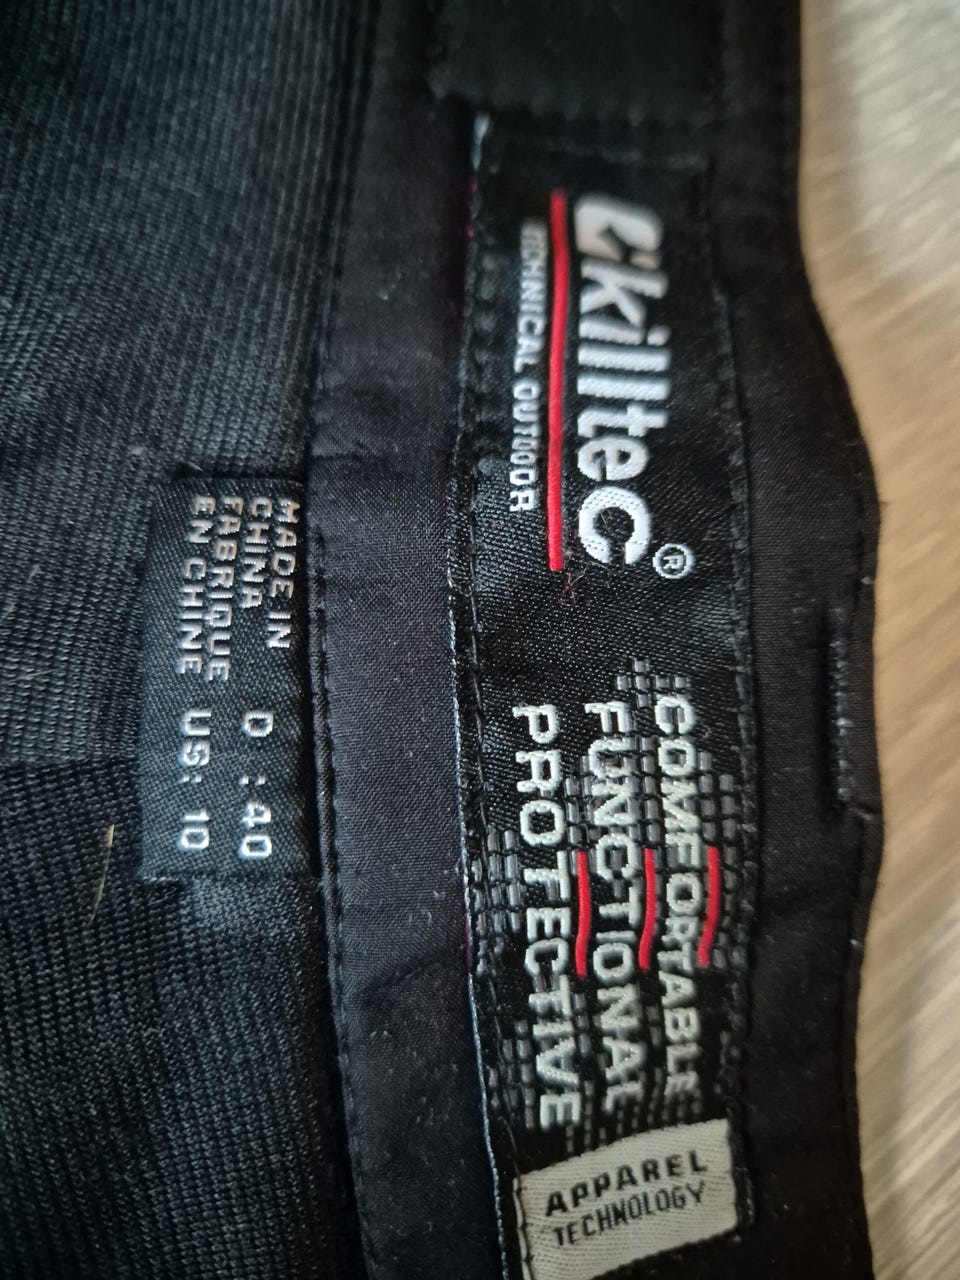 killtec®
TECHNICAL OUTDOOR
COMFORTABLE
FUNCTIONAL
PROTECTIVE
APPAREL
TECHNOLOGY
MADE IN
CHINA
FABRIQUE
EN CHINE
D : 40
US: 10